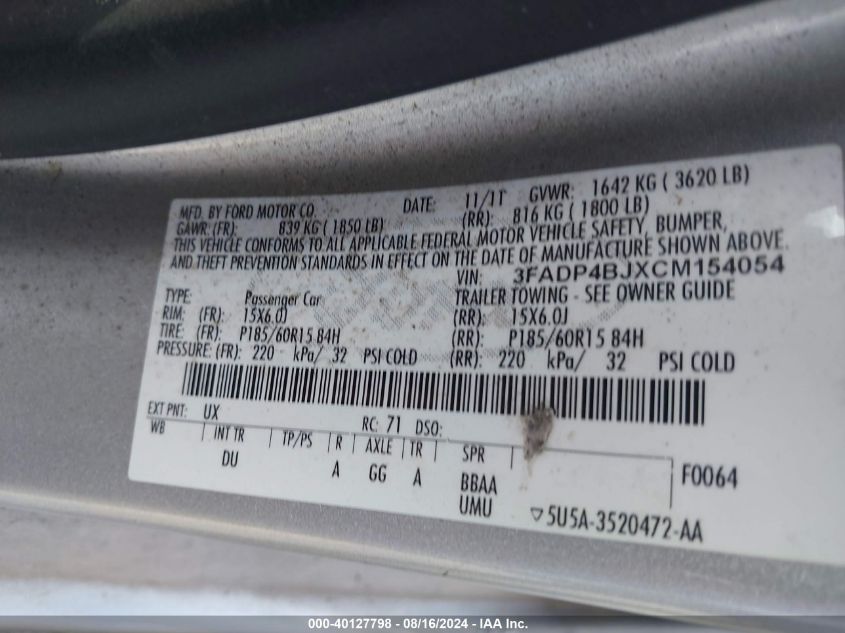 MFD. BY FORD MOTOR CO. DATE: 11/11 GVWR: 1642 KG ( 3620 LB)
GAWR: (FR): 839 KG ( 1850 LB) (RR): 816 KG ( 1800 LB)
THIS VEHICLE CONFORMS TO ALL APPLICABLE FEDERAL MOTOR VEHICLE SAFETY, BUMPER,
AND THEFT PREVENTION STANDARDS IN EFFECT ON THE DATE OF MANUFACTURE SHOWN ABOVE.
VIN: 3FADP4BJXCM154054
TYPE: Passenger Car TRAILER TOWING - SEE OWNER GUIDE
RIM: (FR): 15X6.0J (RR): 15X6.0J
TIRE: (FR): P185/60R15 84H (RR): P185/60R15 84H
PRESSURE: (FR): 220 kPa/ 32 PSI COLD (RR): 220 kPa/ 32 PSI COLD
EXT PNT: UX RC: 71 DSO:
WB INT TR TP/PS R AXLE TR SPR
DU A GG A BBAA F0064
UMU ▽5U5A-3520472-AA
000-40127798 - 08/16/2024 - IAA Inc.